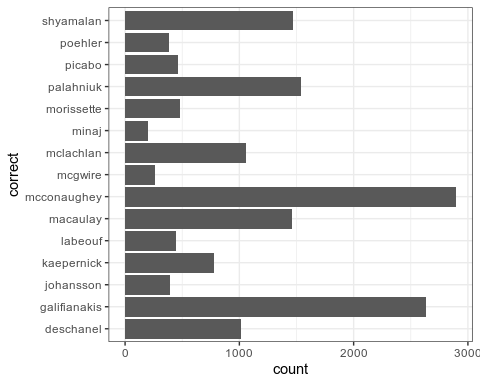 shyamalan
poehler
picabo
palahniuk
morissette
minaj
mclachlan
mcgwire
mcconaughey
macaulay
labeouf
kaepernick
johansson
galifianakis
deschanel
correct
0 1000 2000 3000
count